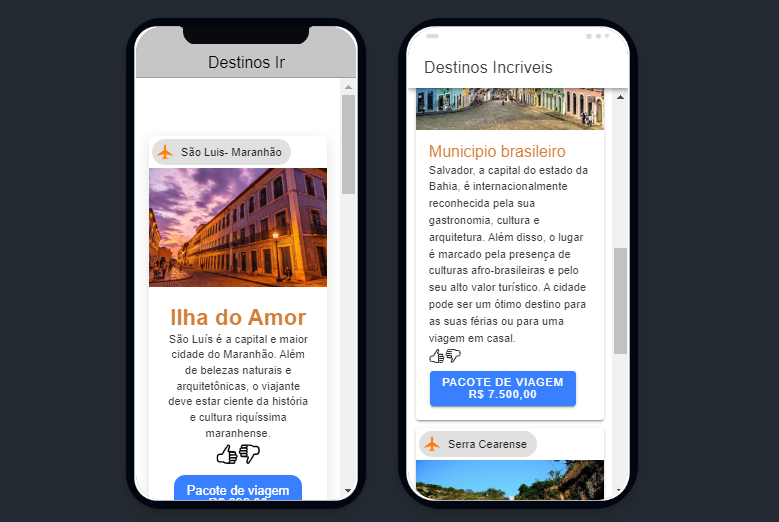 Destinos Ir
São Luis- Maranhão
Ilha do Amor
São Luís é a capital e maior
cidade do Maranhão. Além
de belezas naturais e
arquitetônicas, o viajante
deve estar ciente da história
e cultura riquíssima
maranhense.
Pacote de viagem
Destinos Incriveis
Municipio brasileiro
Salvador, a capital do estado da
Bahia, é internacionalmente
reconhecida pela sua
gastronomia, cultura e
arquitetura. Além disso, o lugar
é marcado pela presença de
culturas afro-brasileiras e pelo
seu alto valor turístico. A cidade
pode ser um ótimo destino para
as suas férias ou para uma
viagem em casal.
PACOTE DE VIAGEM
R$ 7.500,00
Serra Cearense